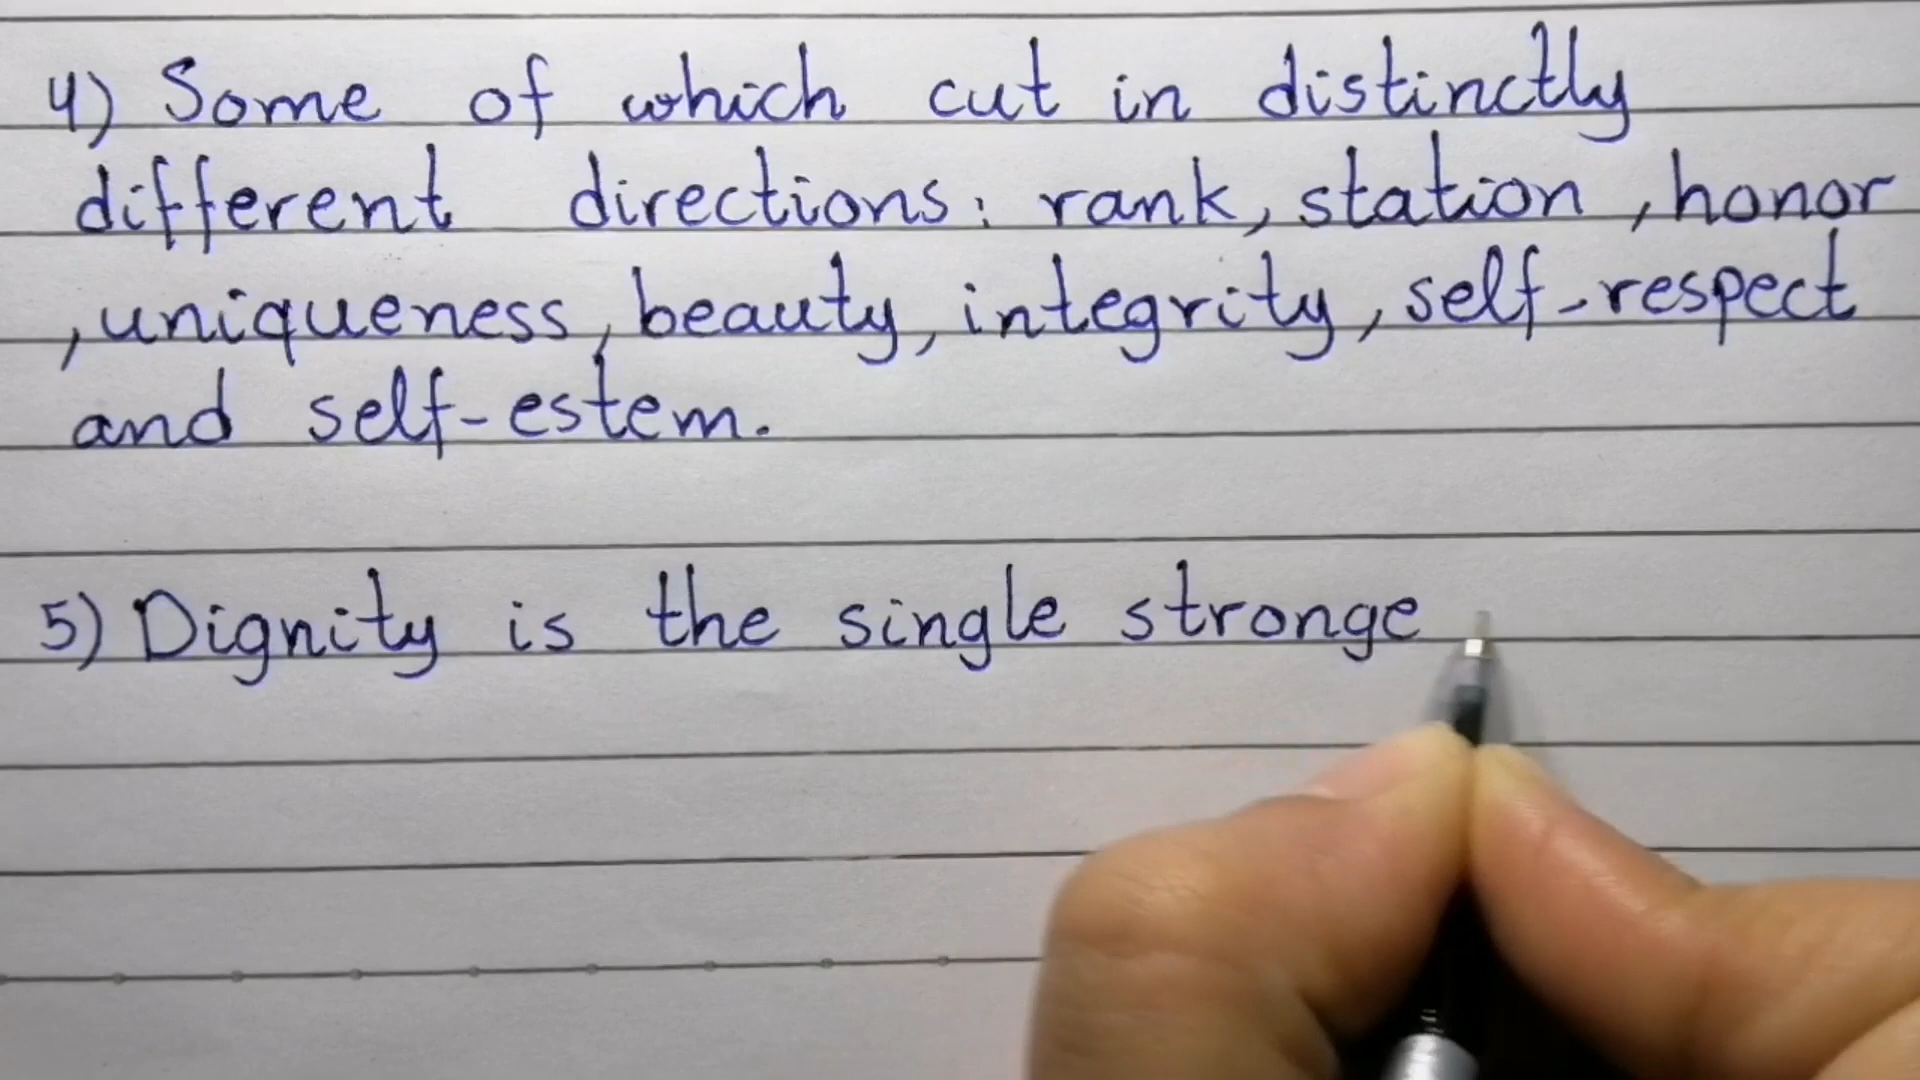 4) Some of which cut in distinctly
different directions: rank, station, honor
, uniqueness, beauty, integrity, self-respect
and self-estem.
5) Dignity is the single stronge